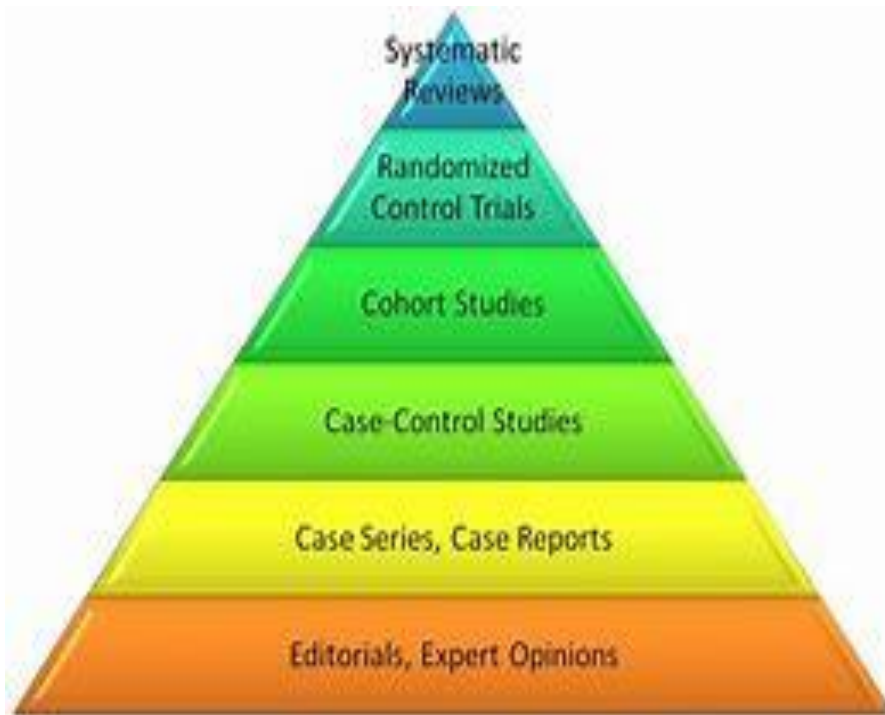 Systematic
Reviews
Randomized
Control Trials
Cohort Studies
Case-Control Studies
Case Series, Case Reports
Editorials, Expert Opinions